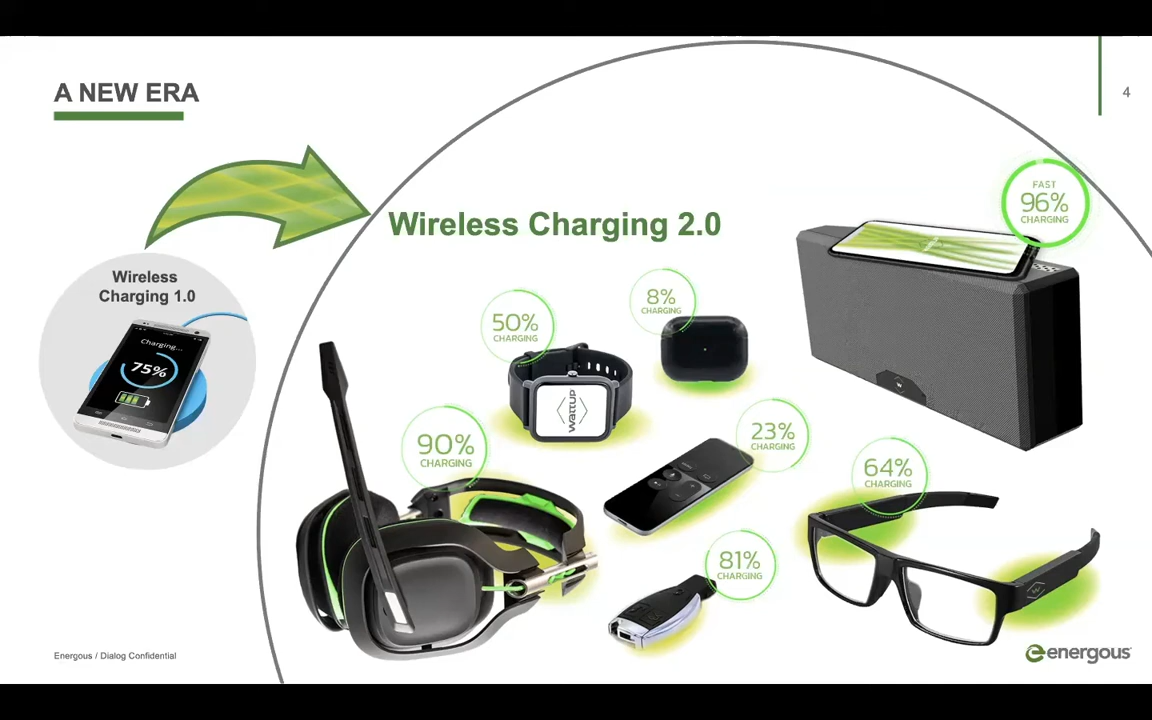 A NEW ERA
4
Wireless
Charging 1.0
Charging...
75%
Wireless Charging 2.0
FAST
96%
CHARGING
8%
CHARGING
50%
CHARGING
WattUP
90%
CHARGING
23%
CHARGING
64%
CHARGING
81%
CHARGING
W
Energous / Dialog Confidential
energous